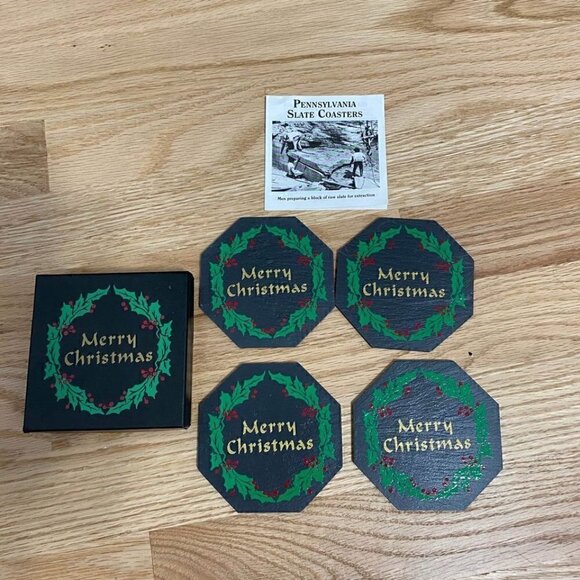 PENNSYLVANIA
SLATE COASTERS
Men preparing a block of raw slate for extraction
Merry
Christmas
Merry
Christmas
Merry
Christmas
Merry
Christmas
Merry
Christmas